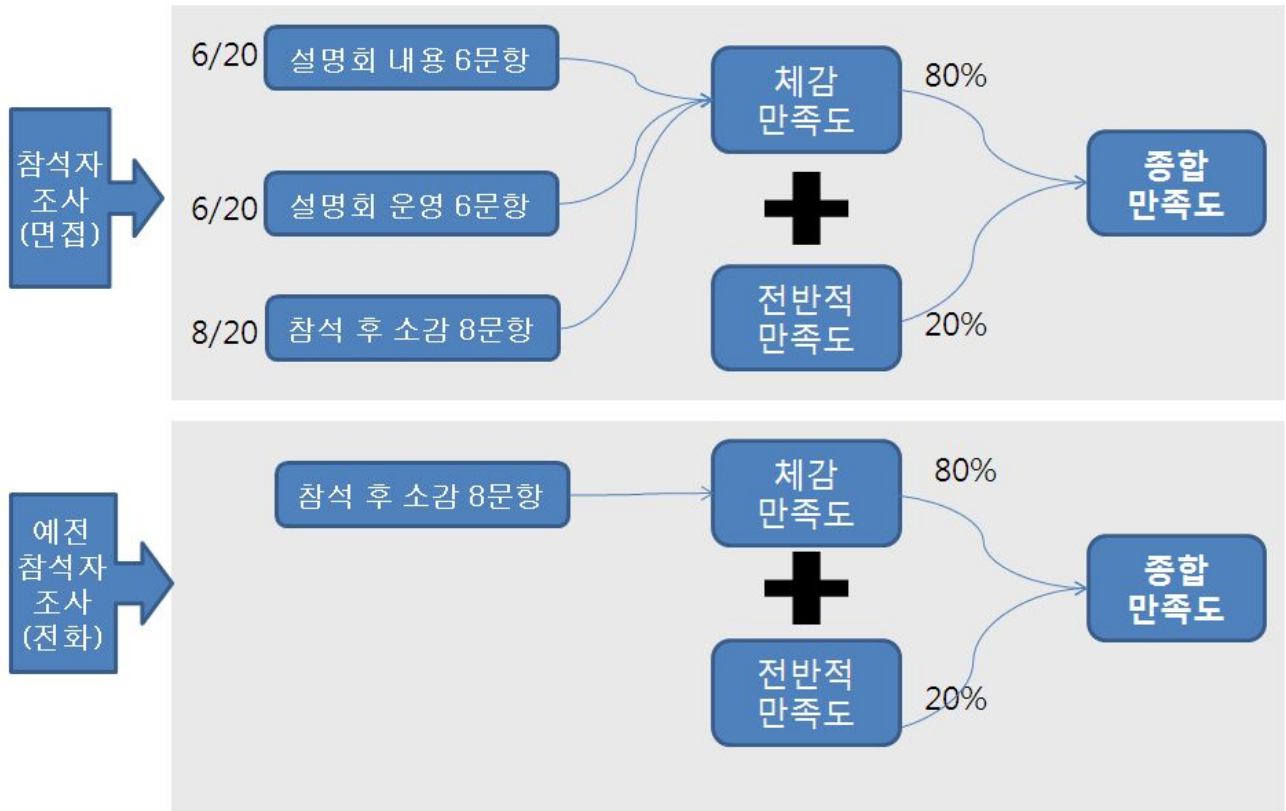 참석자
조사
(면접)
6/20
설명회 내용 6문항
6/20
설명회 운영 6문항
8/20
참석 후 소감 8문항
체감
만족도
80%
전반적
만족도
20%
종합
만족도
예전
참석자
조사
(전화)
참석 후 소감 8문항
체감
만족도
80%
전반적
만족도
20%
종합
만족도